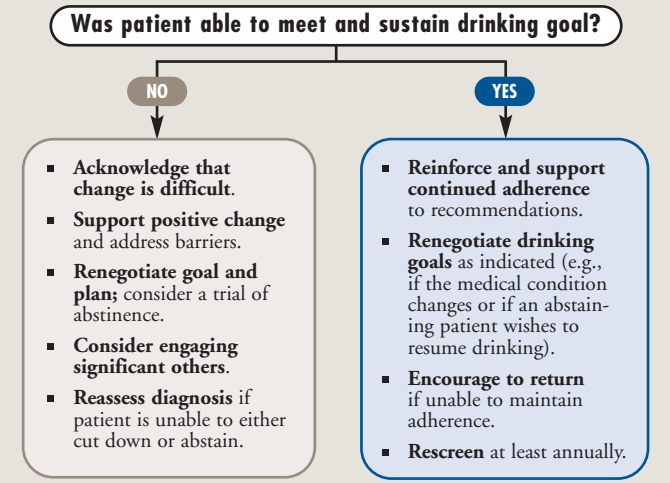 Was patient able to meet and sustain drinking goal?
NO
▪ Acknowledge that
change is difficult.
▪ Support positive change
and address barriers.
▪ Renegotiate goal and
plan; consider a trial of
abstinence.
▪ Consider engaging
significant others.
▪ Reassess diagnosis if
patient is unable to either
cut down or abstain.
YES
▪ Reinforce and support
continued adherence
to recommendations.
▪ Renegotiate drinking
goals as indicated (e.g.,
if the medical condition
changes or if an abstain-
ing patient wishes to
resume drinking).
▪ Encourage to return
if unable to maintain
adherence.
▪ Rescreen at least annually.